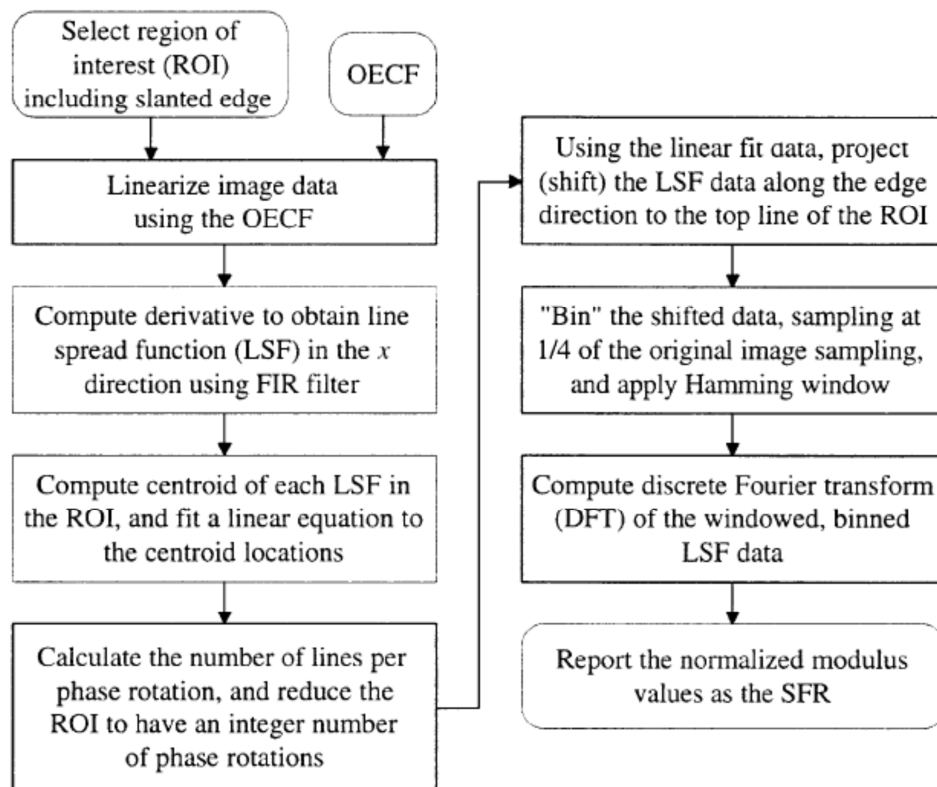 Select region of
interest (ROI)
including slanted edge
OECF
Linearize image data
using the OECF
Compute derivative to obtain line
spread function (LSF) in the x
direction using FIR filter
Compute centroid of each LSF in
the ROI, and fit a linear equation to
the centroid locations
Calculate the number of lines per
phase rotation, and reduce the
ROI to have an integer number
of phase rotations
Using the linear fit data, project
(shift) the LSF data along the edge
direction to the top line of the ROI
"Bin" the shifted data, sampling at
1/4 of the original image sampling,
and apply Hamming window
Compute discrete Fourier transform
(DFT) of the windowed, binned
LSF data
Report the normalized modulus
values as the SFR